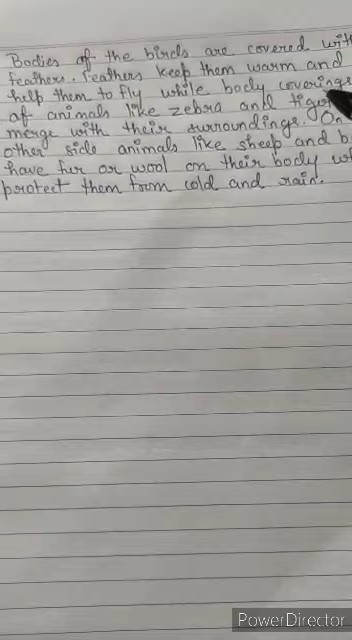 Bodies of the birds are covered with
feathers. Feathers keep them warm and
help them to fly while body coverings
of animals like zebra and tiger
merge with their surroundings. On
other side animals like sheep and
have fur or wool on their body
protect them from cold and rain.
PowerDirector